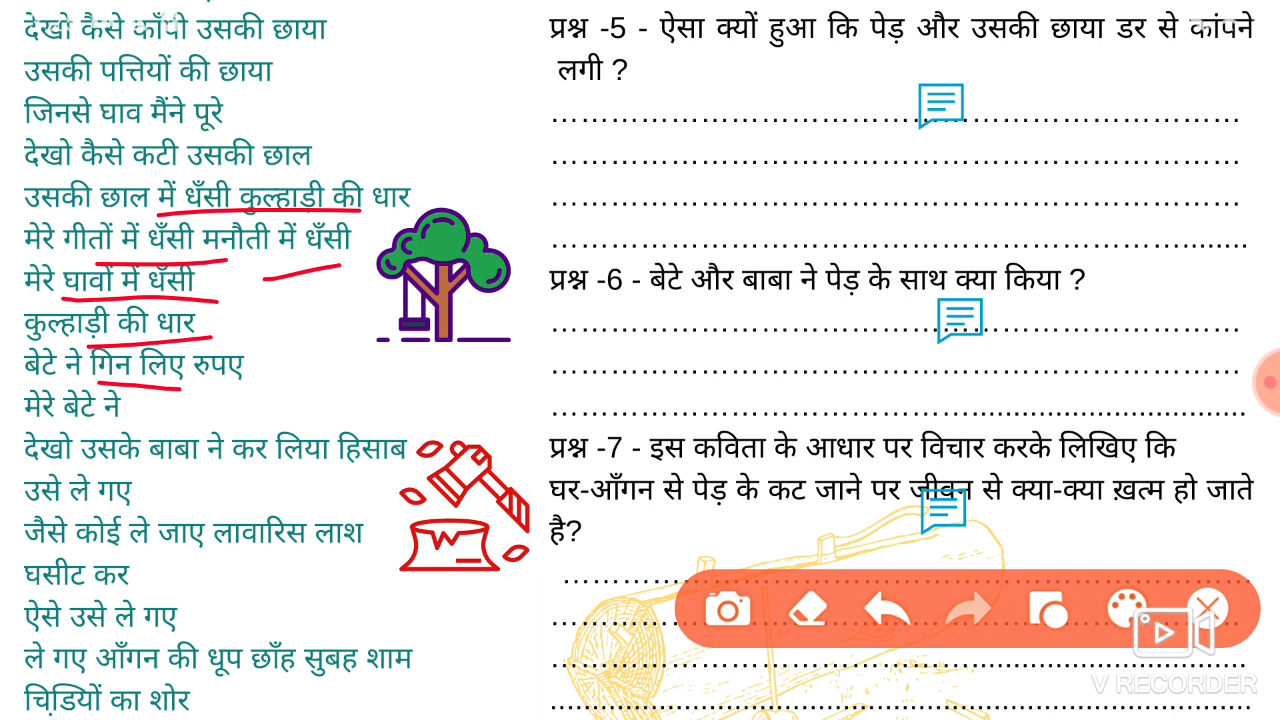 देखो कैसे काँपी उसकी छाया
उसकी पत्तियों की छाया
जिनसे घाव मैंने पूरे
देखो कैसे कटी उसकी छाल
उसकी छाल में धँसी कुल्हाड़ी की धार
मेरे गीतों में धँसी मनौती में धँसी
मेरे घावों में धँसी
कुल्हाड़ी की धार
बेटे ने गिन लिए रुपए
मेरे बेटे ने
देखो उसके बाबा ने कर लिया हिसाब
उसे ले गए
जैसे कोई ले जाए लावारिस लाश
घसीट कर
ऐसे उसे ले गए
ले गए आँगन की धूप छाँह सुबह शाम
चिड़ियों का शोर
प्रश्न -5 - ऐसा क्यों हुआ कि पेड़ और उसकी छाया डर से कांपने
लगी ?
प्रश्न -6 - बेटे और बाबा ने पेड़ के साथ क्या किया ?
प्रश्न -7 - इस कविता के आधार पर विचार करके लिखिए कि
घर-आँगन से पेड़ के कट जाने पर जीवन से क्या-क्या ख़त्म हो जाते
है?
V RECORDER